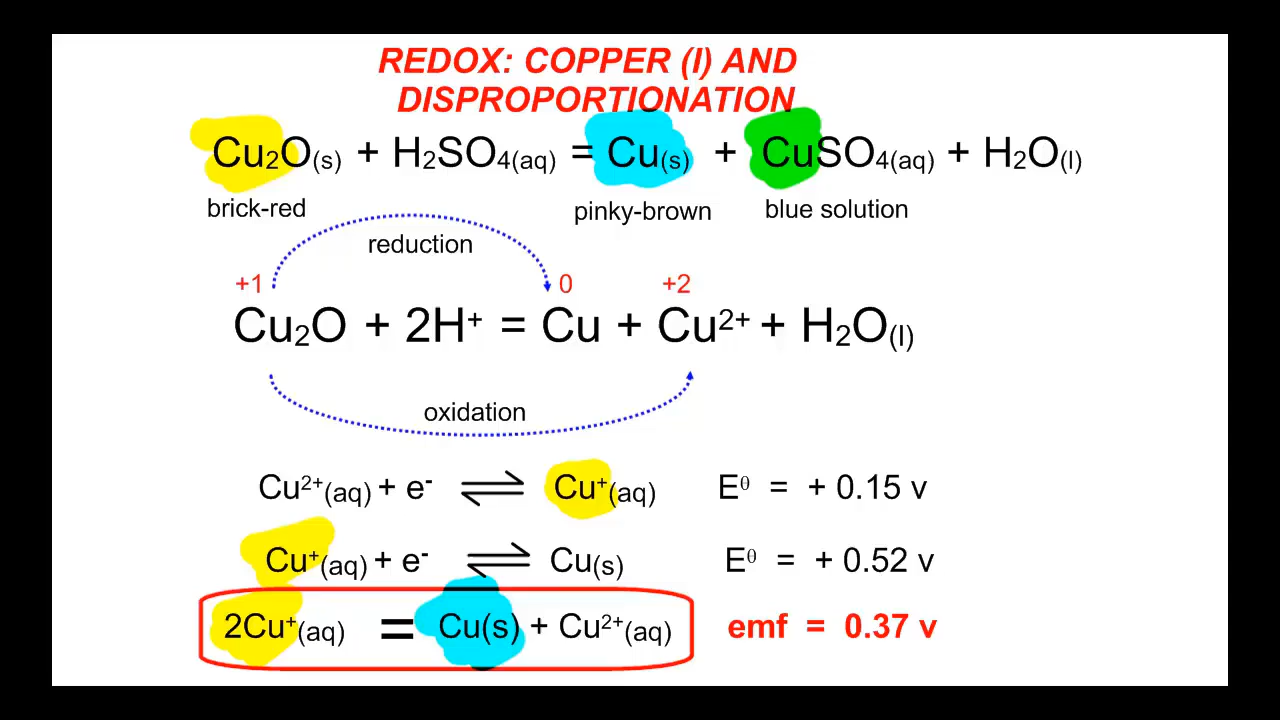 REDOX: COPPER (I) AND
DISPROPORTIONATION
Cu₂O(s) + H₂SO₄(aq) = Cu(s) + CuSO₄(aq) + H₂O(l)
brick-red pinky-brown blue solution
reduction
+1 0 +2
Cu₂O + 2H⁺ = Cu + Cu²⁺ + H₂O(l)
oxidation
Cu²⁺(aq) + e⁻ ⇌ Cu⁺(aq) Eᶿ = + 0.15 v
Cu⁺(aq) + e⁻ ⇌ Cu(s) Eᶿ = + 0.52 v
2Cu⁺(aq) = Cu(s) + Cu²⁺(aq) emf = 0.37 v